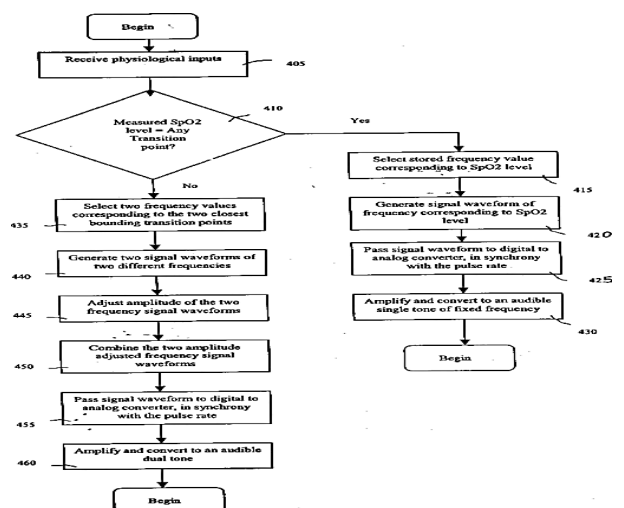 Begin
Receive physiological inputs
405
Measured SpO2
level = Any
Transition
point?
410
Yes
No
Select stored frequency value
corresponding to SpO2 level
415
Generate signal waveform of
frequency corresponding to SpO2
level
420
Pass signal waveform to digital to
analog converter, in synchrony
with the pulse rate
425
Amplify and convert to an audible
single tone of fixed frequency
430
Begin
Select two frequency values
corresponding to the two closest
bounding transition points
435
Generate two signal waveforms of
two different frequencies
440
Adjust amplitude of the two
frequency signal waveforms
445
Combine the two amplitude
adjusted frequency signal
waveforms
450
Pass signal waveform to digital to
analog converter, in synchrony
with the pulse rate
455
Amplify and convert to an audible
dual tone
460
Begin